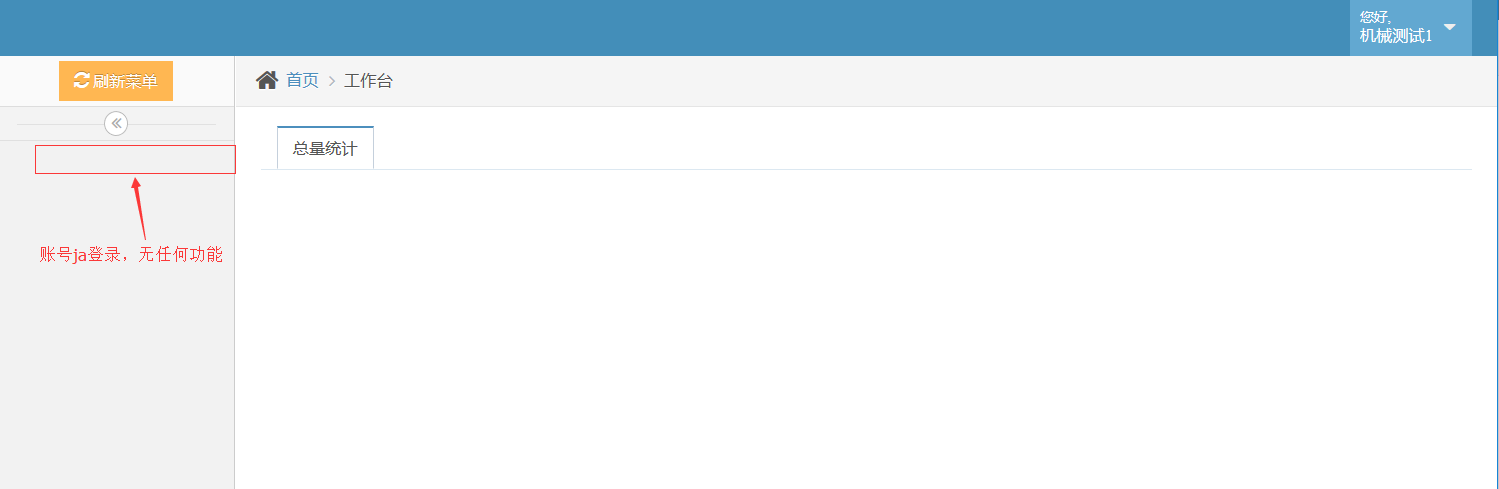 您好,
机械测试1
刷新菜单
首页 工作台
总量统计
账号ja登录，无任何功能